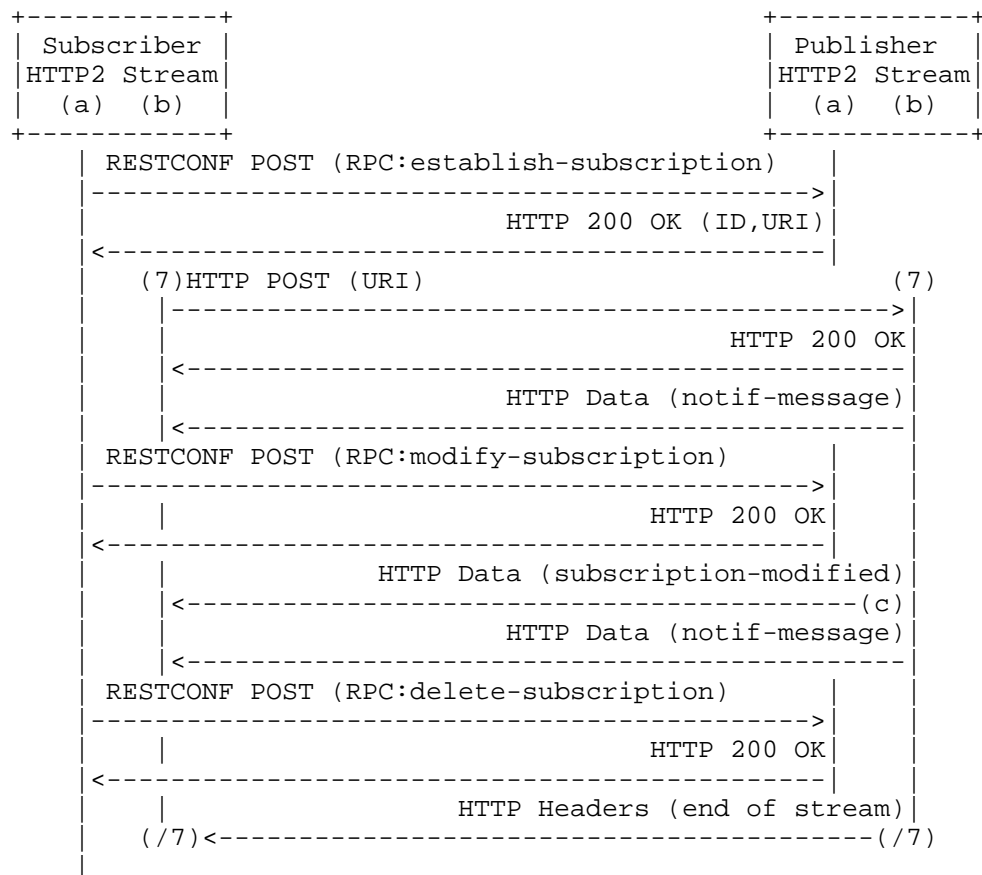 Subscriber Publisher
HTTP2 Stream HTTP2 Stream
(a) (b) (a) (b)
RESTCONF POST (RPC:establish-subscription)
HTTP 200 OK (ID,URI)
(7)HTTP POST (URI) (7)
HTTP 200 OK
HTTP Data (notif-message)
RESTCONF POST (RPC:modify-subscription)
HTTP 200 OK
HTTP Data (subscription-modified)
(c)
HTTP Data (notif-message)
RESTCONF POST (RPC:delete-subscription)
HTTP 200 OK
HTTP Headers (end of stream)
(/7) (/7)